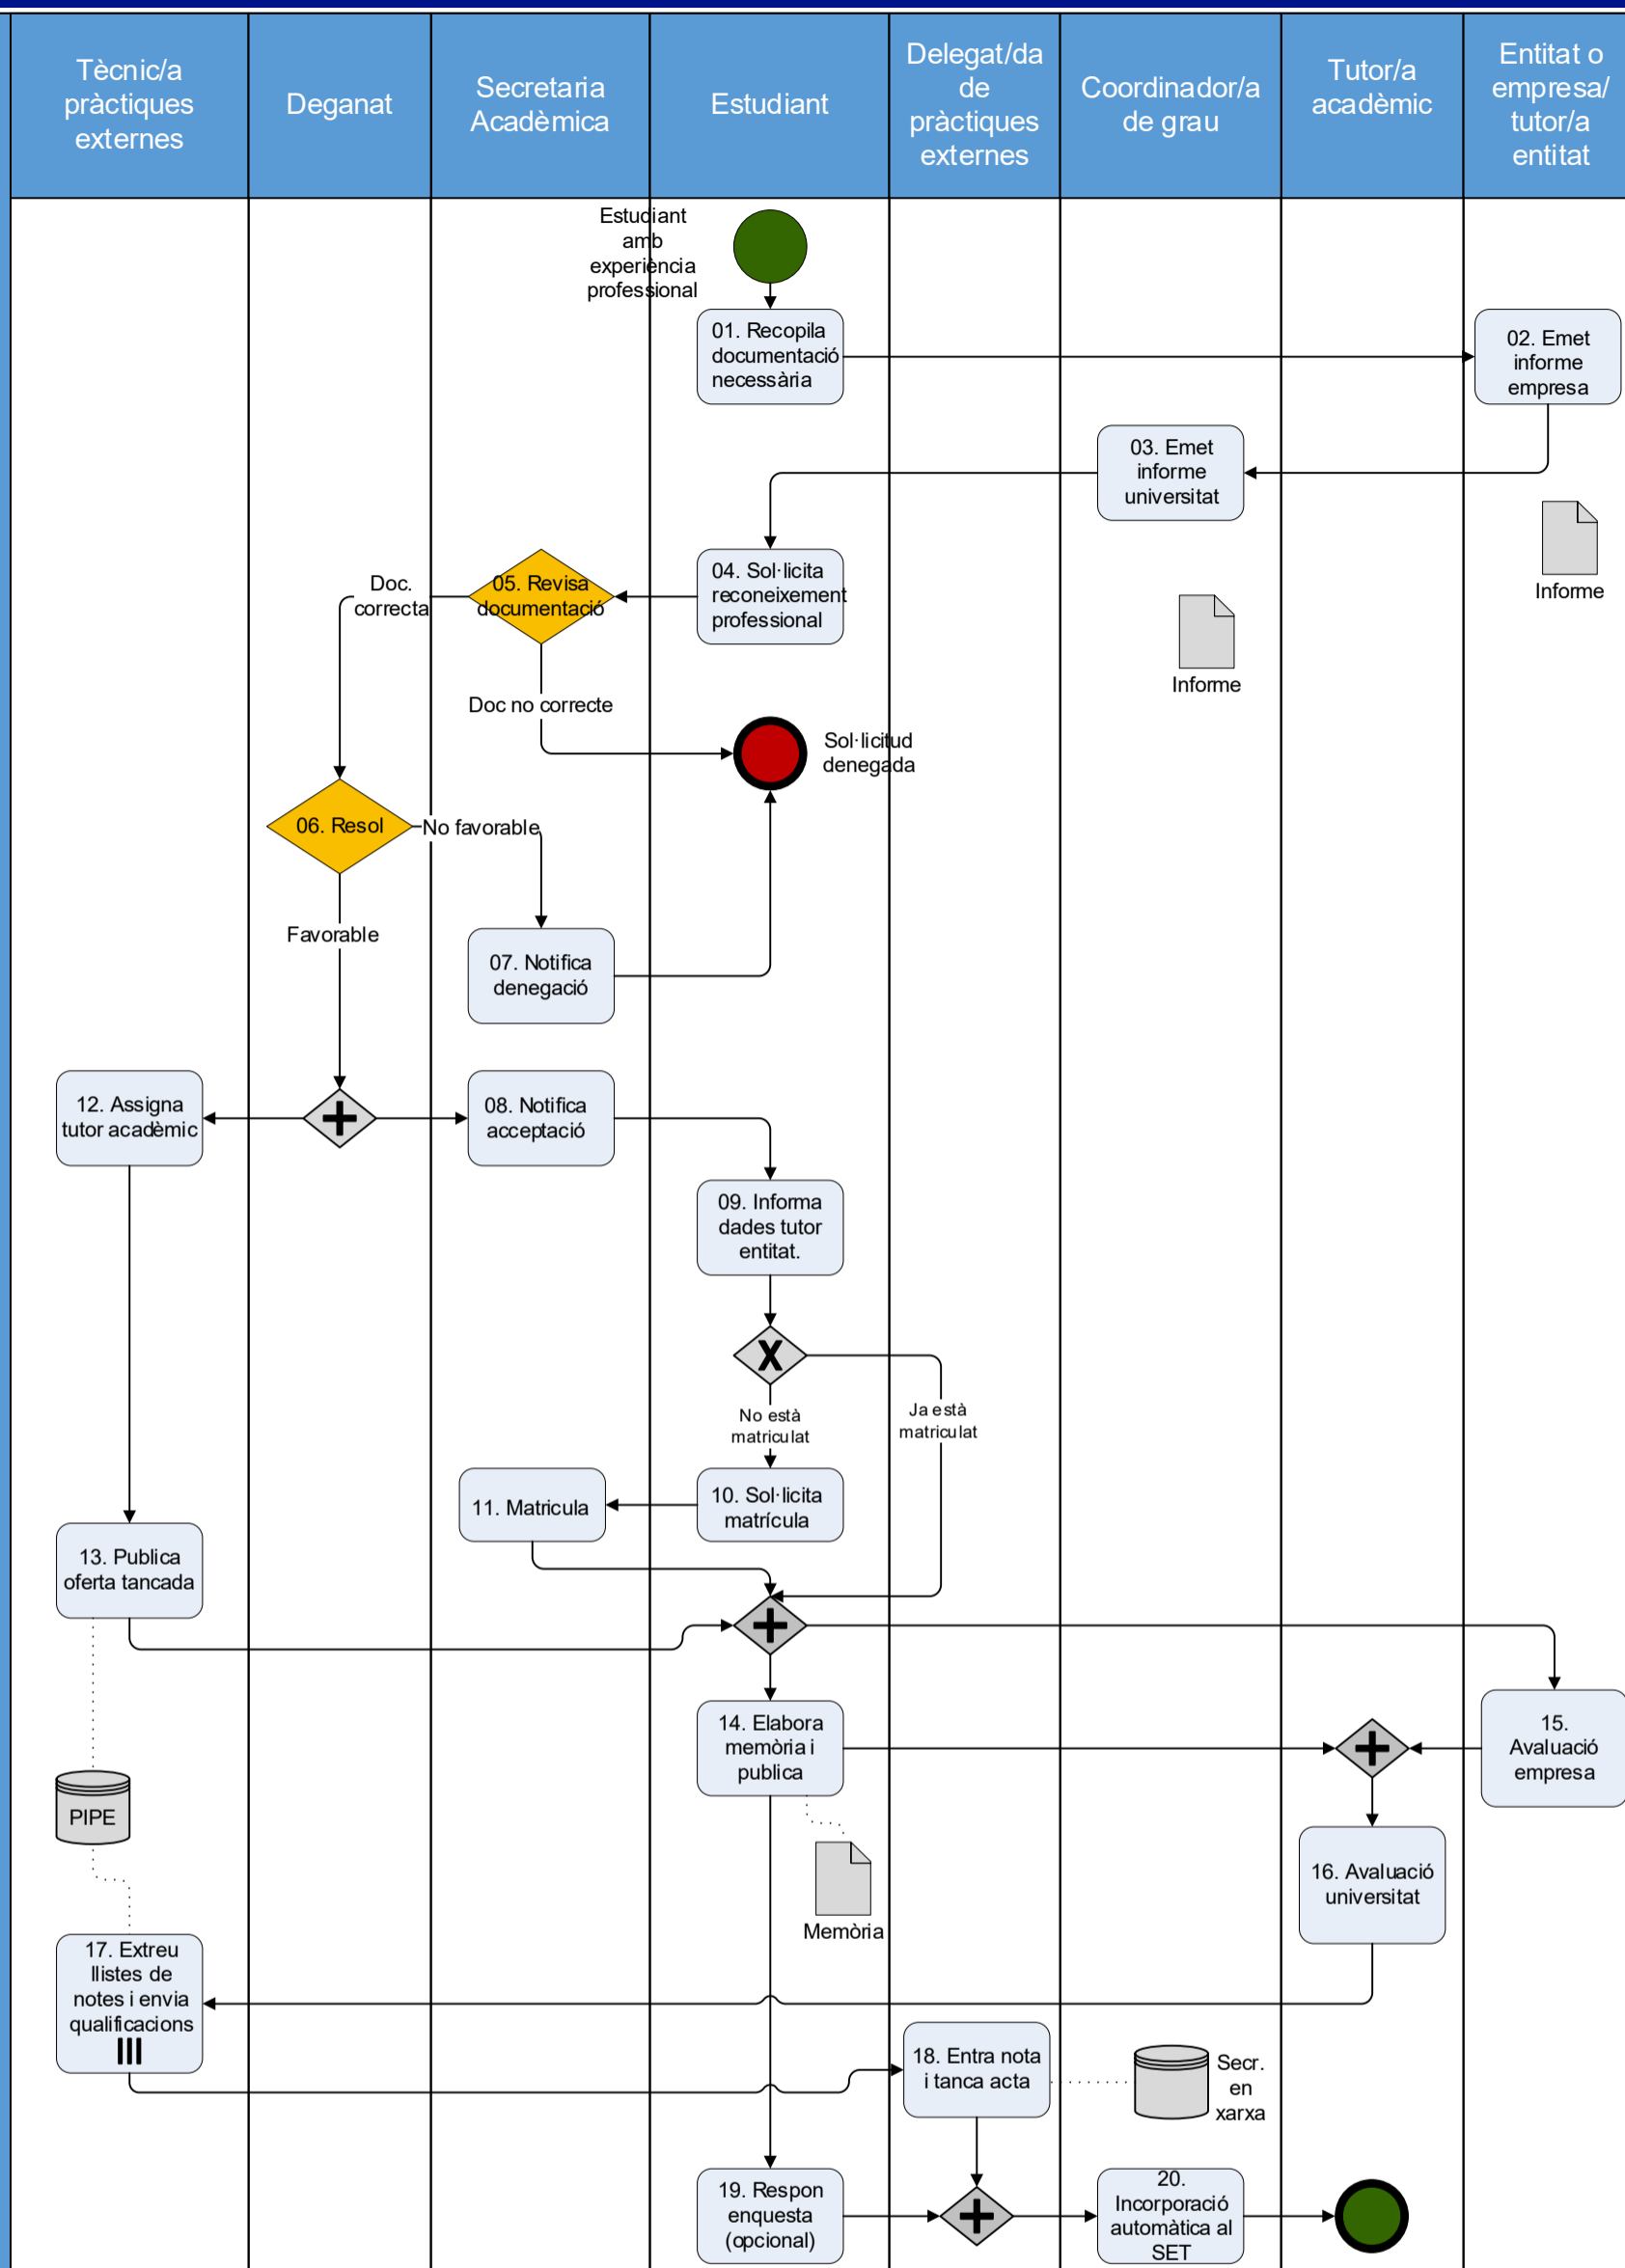 Tècnic/a
pràctiques
externes
Deganat
Secretaria
Acadèmica
Estudiant
Delegat/da
de
pràctiques
externes
Coordinador/a
de grau
Tutor/a
acadèmic
Entitat o
empresa/
tutor/a
entitat
Estudiant
amb
experiència
professional
01. Recopila
documentació
necessària
02. Emet
informe
empresa
03. Emet
informe
universitat
Informe
04. Sol·licita
reconeixement
professional
05. Revisa
documentació
Doc.
correcta
Informe
Doc no correcte
Sol·licitud
denegada
06. Resol
No favorable
Favorable
07. Notifica
denegació
12. Assigna
tutor acadèmic
08. Notifica
acceptació
09. Informa
dades tutor
entitat.
X
No està
matriculat
Ja està
matriculat
11. Matricula
10. Sol·licita
matrícula
13. Publica
oferta tancada
14. Elabora
memòria i
publica
15.
Avaluació
empresa
PIPE
16. Avaluació
universitat
Memòria
17. Extreu
llistes de
notes i envia
qualificacions
18. Entra nota
i tanca acta
Secr.
en
xarxa
19. Respon
enquesta
(opcional)
20.
Incorporació
automàtica al
SET